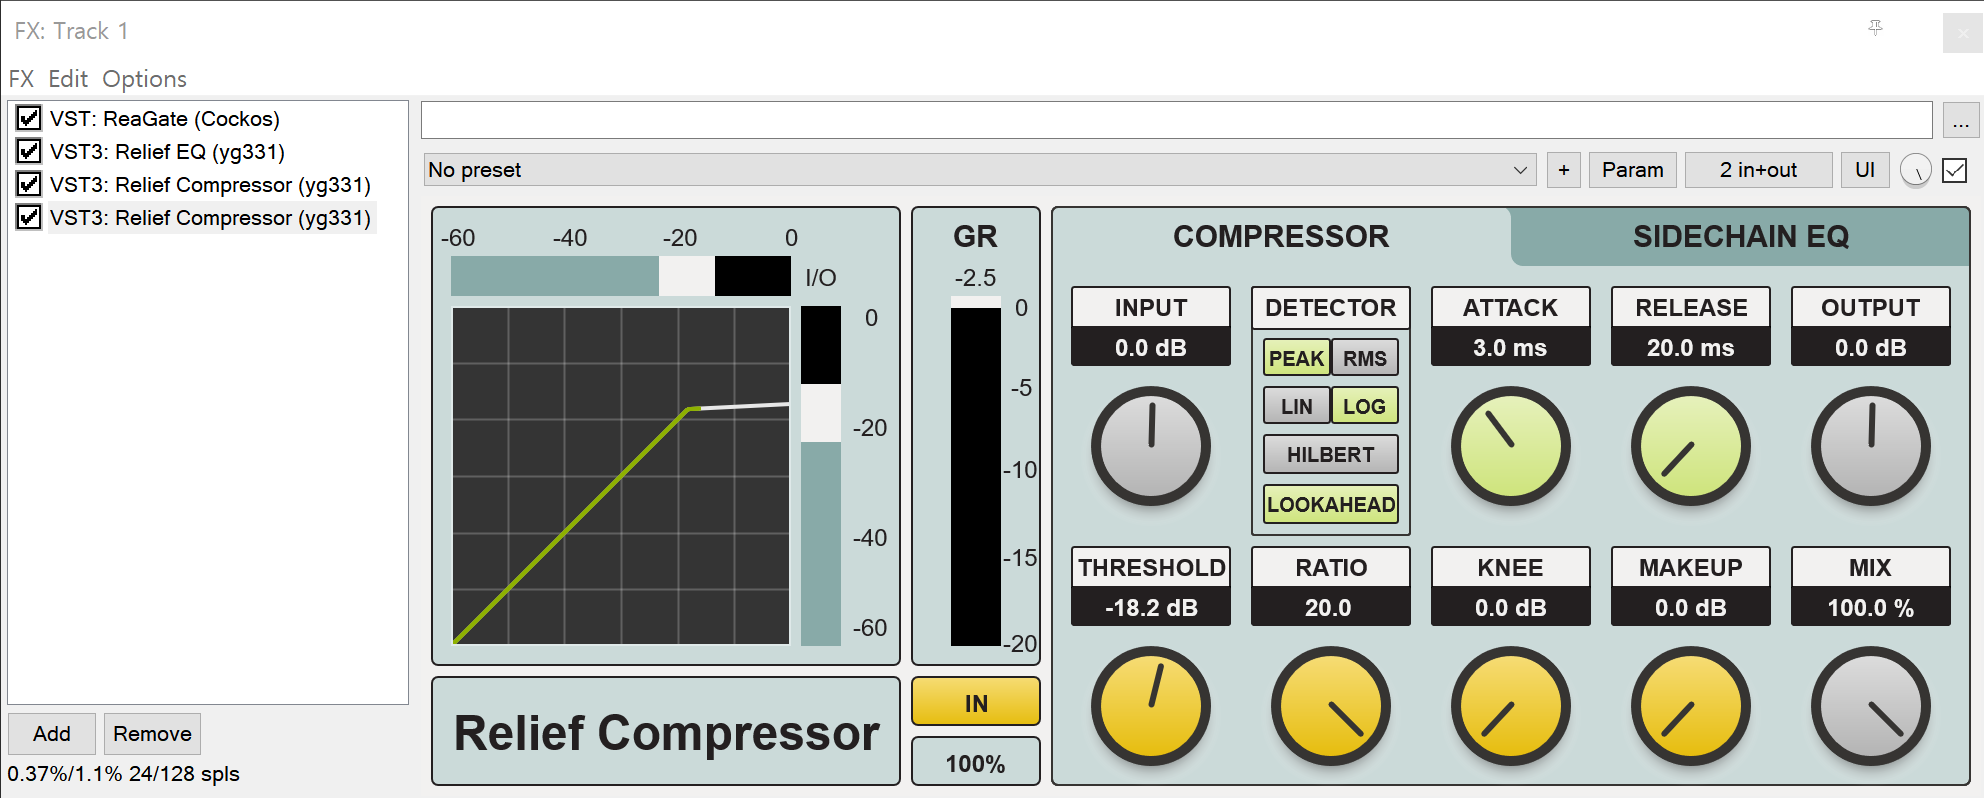 FX: Track 1
FX Edit Options
VST: ReaGate (Cockos)
VST3: Relief EQ (yg331)
VST3: Relief Compressor (yg331)
VST3: Relief Compressor (yg331)
Add Remove
0.37%/1.1% 24/128 spls
...
No preset
+ Param 2 in+out UI
-60 -40 -20 0
I/O
0
-20
-40
-60
Relief Compressor
GR
-2.5
0
-5
-10
-15
-20
IN
100%
COMPRESSOR SIDECHAIN EQ
INPUT
0.0 dB
DETECTOR
PEAK RMS
LIN LOG
HILBERT
LOOKAHEAD
ATTACK
3.0 ms
RELEASE
20.0 ms
OUTPUT
0.0 dB
THRESHOLD
-18.2 dB
RATIO
20.0
KNEE
0.0 dB
MAKEUP
0.0 dB
MIX
100.0 %